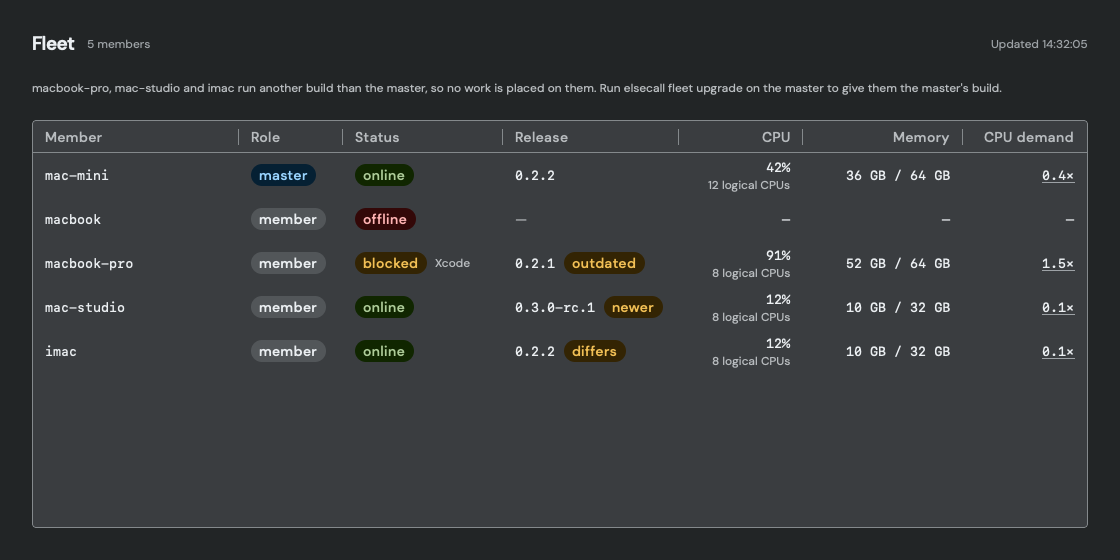 Fleet 5 members Updated 14:32:05
macbook-pro, mac-studio and imac run another build than the master, so no work is placed on them. Run elsecall fleet upgrade on the master to give them the master's build.
Member Role Status Release CPU Memory CPU demand
mac-mini master online 0.2.2 42% 36 GB / 64 GB 0.4×
12 logical CPUs
macbook member offline — — — —
macbook-pro member blocked Xcode 0.2.1 outdated 91% 52 GB / 64 GB 1.5×
8 logical CPUs
mac-studio member online 0.3.0-rc.1 newer 12% 10 GB / 32 GB 0.1×
8 logical CPUs
imac member online 0.2.2 differs 12% 10 GB / 32 GB 0.1×
8 logical CPUs